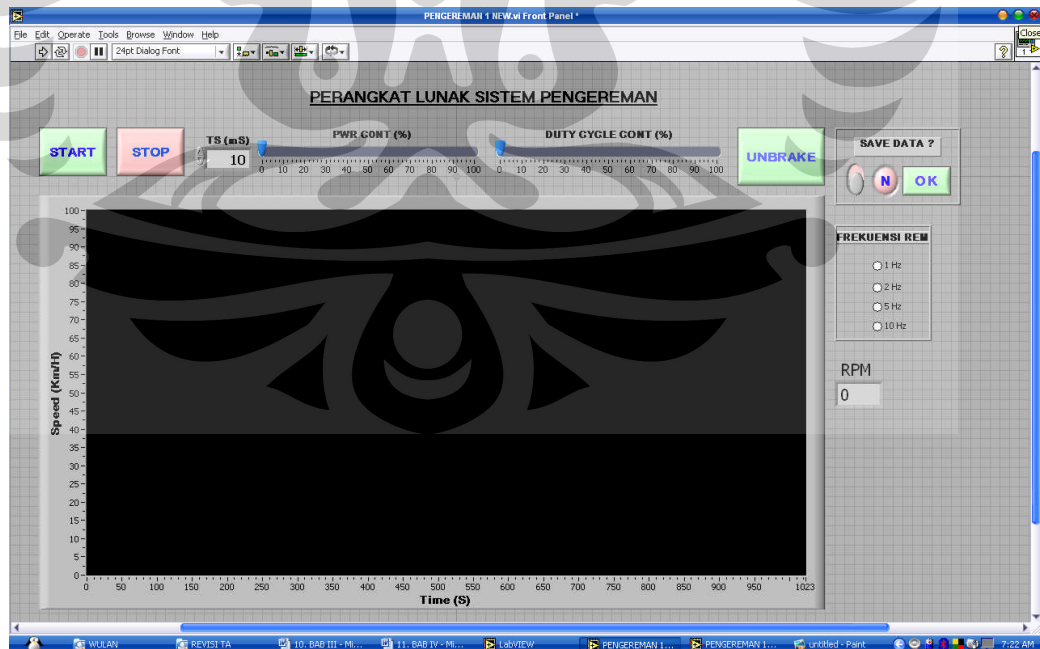 PENGEREMAN 1 NEW.vi Front Panel *
File Edit Operate Tools Browse Window Help
Close
24pt Dialog Font
?
1
PERANGKAT LUNAK SISTEM PENGEREMAN
START
STOP
TS (mS)
10
PWR CONT (%)
0 10 20 30 40 50 60 70 80 90 100
DUTY CYCLE CONT (%)
0 10 20 30 40 50 60 70 80 90 100
UNBRAKE
SAVE DATA ?
N
OK
FREKUENSI REM
1 Hz
2 Hz
5 Hz
10 Hz
RPM
0
Speed (Km/H)
100
95
90
85
80
75
70
65
60
55
50
45
40
35
30
25
20
15
10
5
0
0 50 100 150 200 250 300 350 400 450 500 550 600 650 700 750 800 850 900 950 1023
Time (S)
WULAN
REVISI TA
10. BAB III - Mi...
11. BAB IV - Mi...
LabVIEW
PENGEREMAN 1...
PENGEREMAN 1...
untitled - Paint
7:22 AM